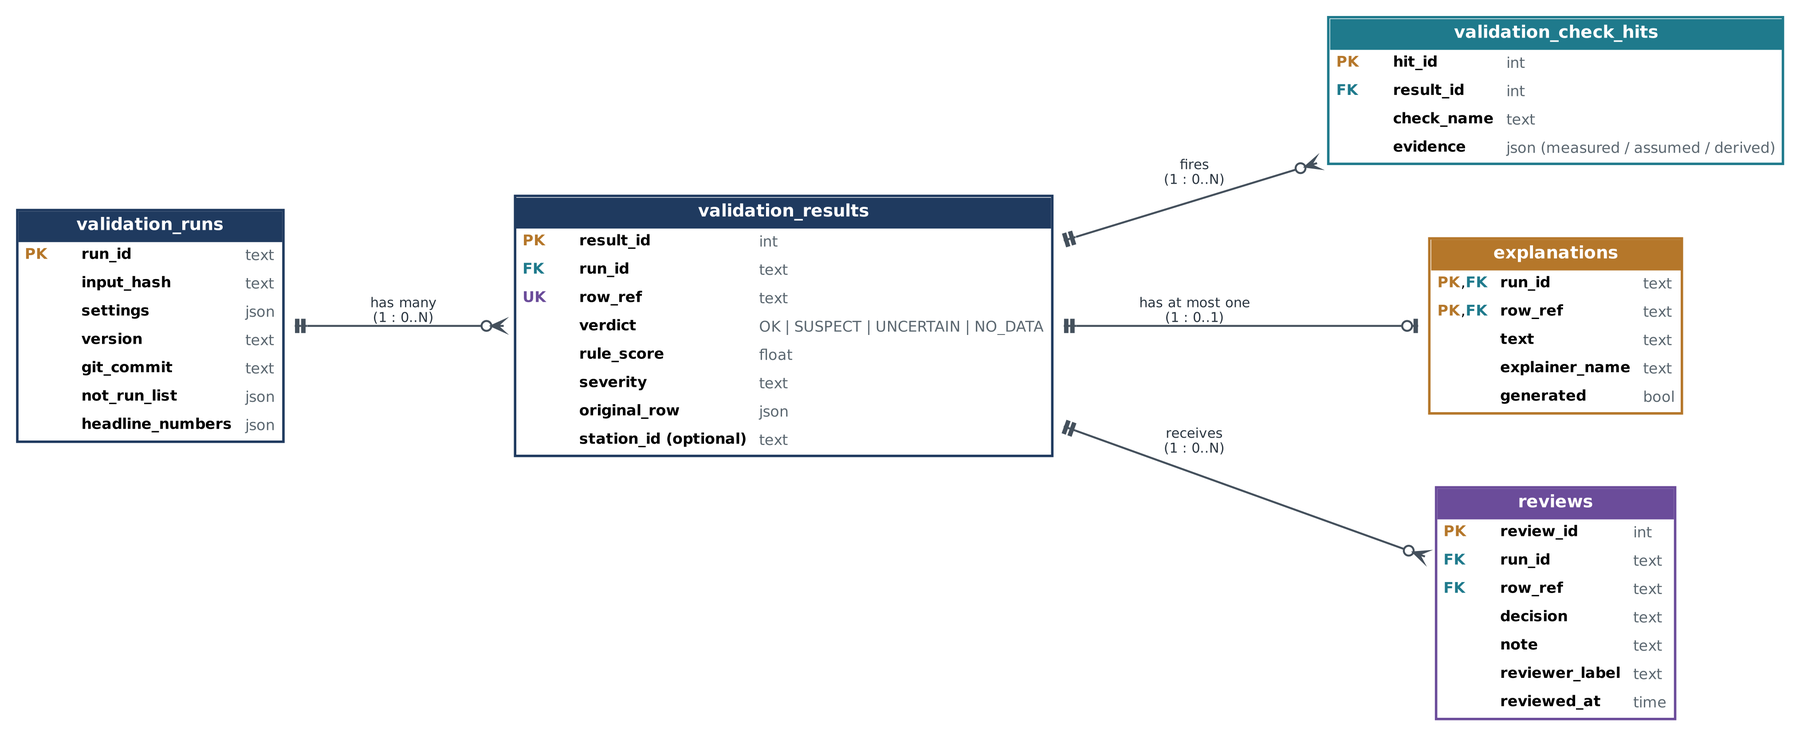 validation_runs
PK run_id text
input_hash text
settings json
version text
git_commit text
not_run_list json
headline_numbers json
has many
(1 : 0..N)
validation_results
PK result_id int
FK run_id text
UK row_ref text
verdict OK | SUSPECT | UNCERTAIN | NO_DATA
rule_score float
severity text
original_row json
station_id (optional) text
fires
(1 : 0..N)
validation_check_hits
PK hit_id int
FK result_id int
check_name text
evidence json (measured / assumed / derived)
has at most one
(1 : 0..1)
explanations
PK,FK run_id text
PK,FK row_ref text
text text
explainer_name text
generated bool
receives
(1 : 0..N)
reviews
PK review_id int
FK run_id text
FK row_ref text
decision text
note text
reviewer_label text
reviewed_at time